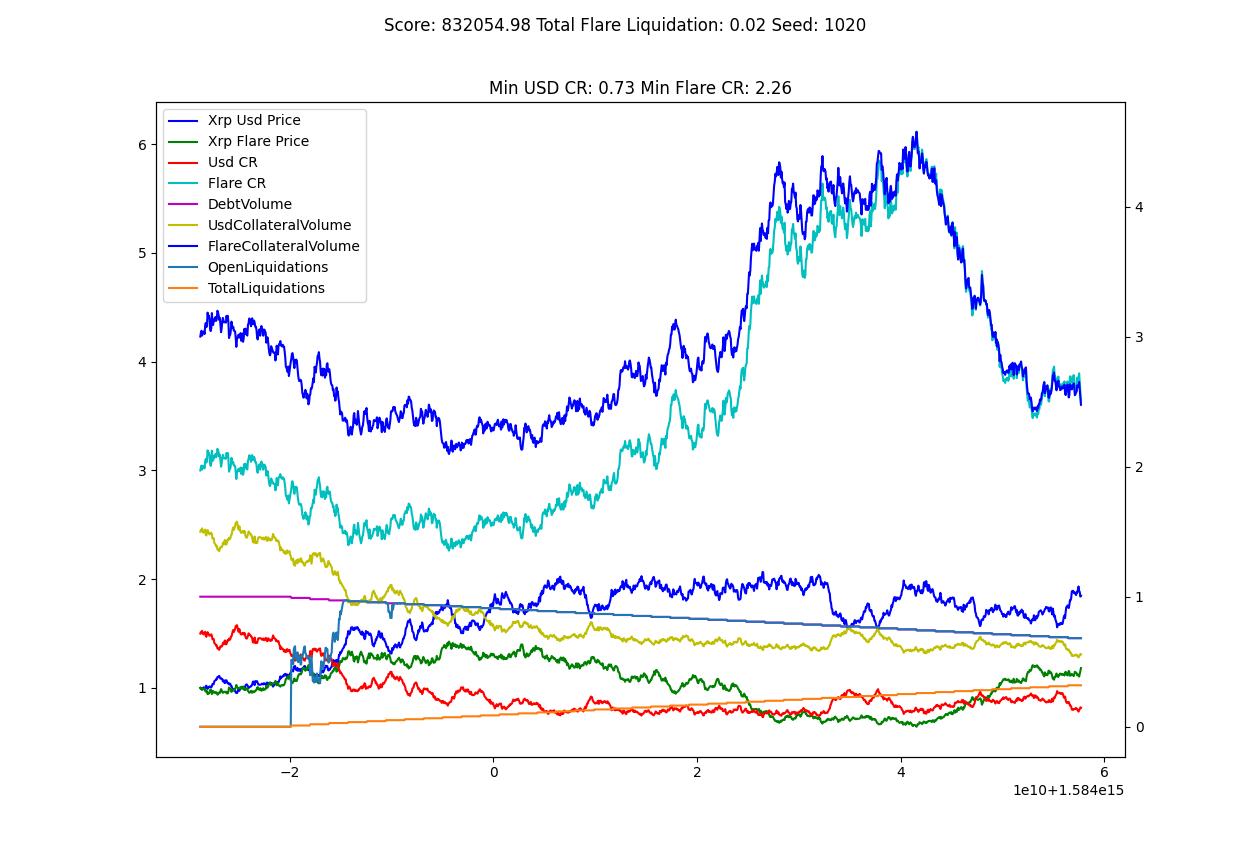 Score: 832054.98 Total Flare Liquidation: 0.02 Seed: 1020
Min USD CR: 0.73 Min Flare CR: 2.26
Xrp Usd Price
Xrp Flare Price
Usd CR
Flare CR
DebtVolume
UsdCollateralVolume
FlareCollateralVolume
OpenLiquidations
TotalLiquidations
6
5
4
3
2
1
4
3
2
1
0
−2
0
2
4
6
1e10+1.584e15